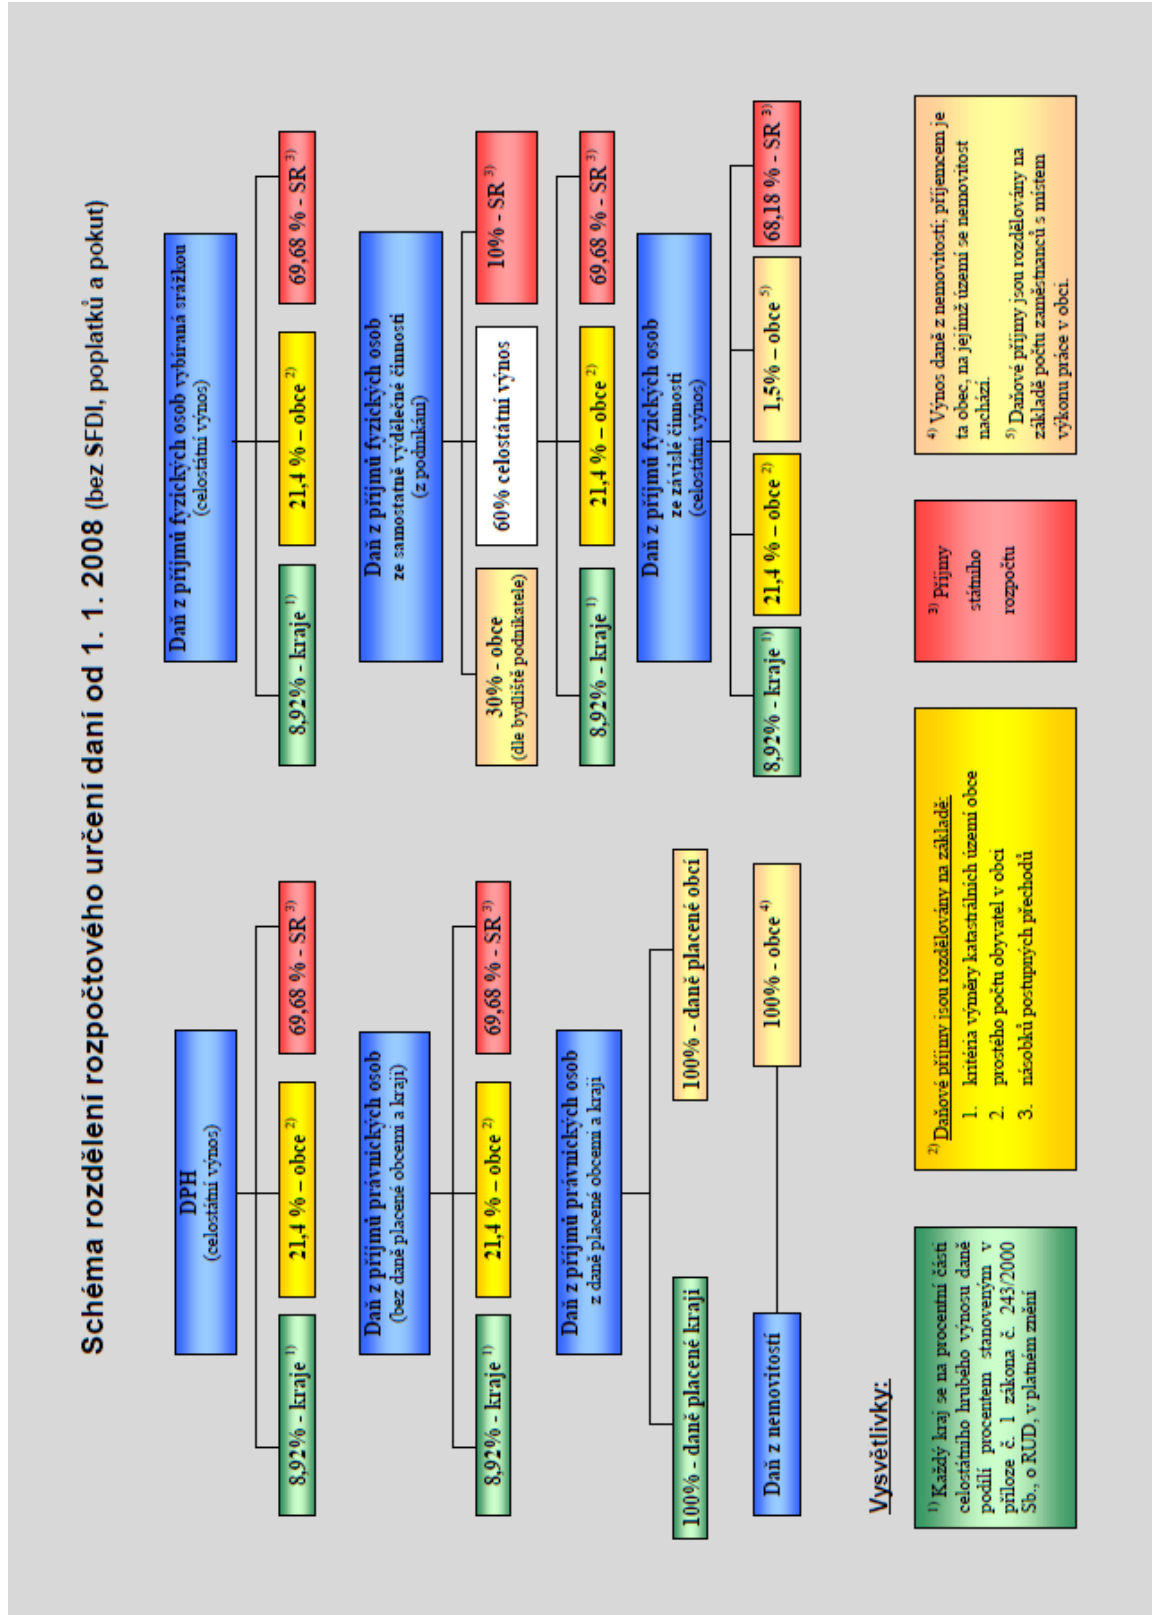 Schéma rozdělení rozpočtového určení daní od 1. 1. 2008 (bez SFDI, poplatků a pokut)
DPH
(celostátní výnos)
8,92% - kraje 1)
21,4 % – obce 2)
69,68 % - SR 3)
Daň z příjmů právnických osob
(bez daně placené obcemi a kraji)
8,92% - kraje 1)
21,4 % – obce 2)
69,68 % - SR 3)
Daň z příjmů právnických osob
z daně placené obcemi a kraji
100% - daně placené kraji
100% - daně placené obcí
Daň z nemovitostí
100% - obce 4)
Daň z příjmů fyzických osob vybíraná srážkou
(celostátní výnos)
8,92% - kraje 1)
21,4 % – obce 2)
69,68 % - SR 3)
Daň z příjmů fyzických osob
ze samostatně výdělečné činnosti
(z podnikání)
30% - obce
(dle bydliště podnikatele)
60% celostátní výnos
10% - SR 3)
8,92% - kraje 1)
21,4 % – obce 2)
69,68 % - SR 3)
Daň z příjmů fyzických osob
ze závislé činnosti
(celostátní výnos)
8,92% - kraje 1)
21,4 % – obce 2)
1,5% – obce 5)
68,18 % - SR 3)
Vysvětlivky:
1) Každý kraj se na procentní části
celostátního hrubého výnosu daně
podílí procentem stanoveným v
příloze č. 1 zákona č. 243/2000
Sb., o RUD, v platném znění
2) Daňové příjmy jsou rozdělovány na základě:
1. kritéria výměry katastrálních území obce
2. prostého počtu obyvatel v obci
3. násobků postupných přechodů
3) Příjmy
státního
rozpočtu
4) Výnos daně z nemovitostí; příjemcem je
ta obec, na jejímž území se nemovitost
nachází.
5) Daňové příjmy jsou rozdělovány na
základě počtu zaměstnanců s místem
výkonu práce v obci.